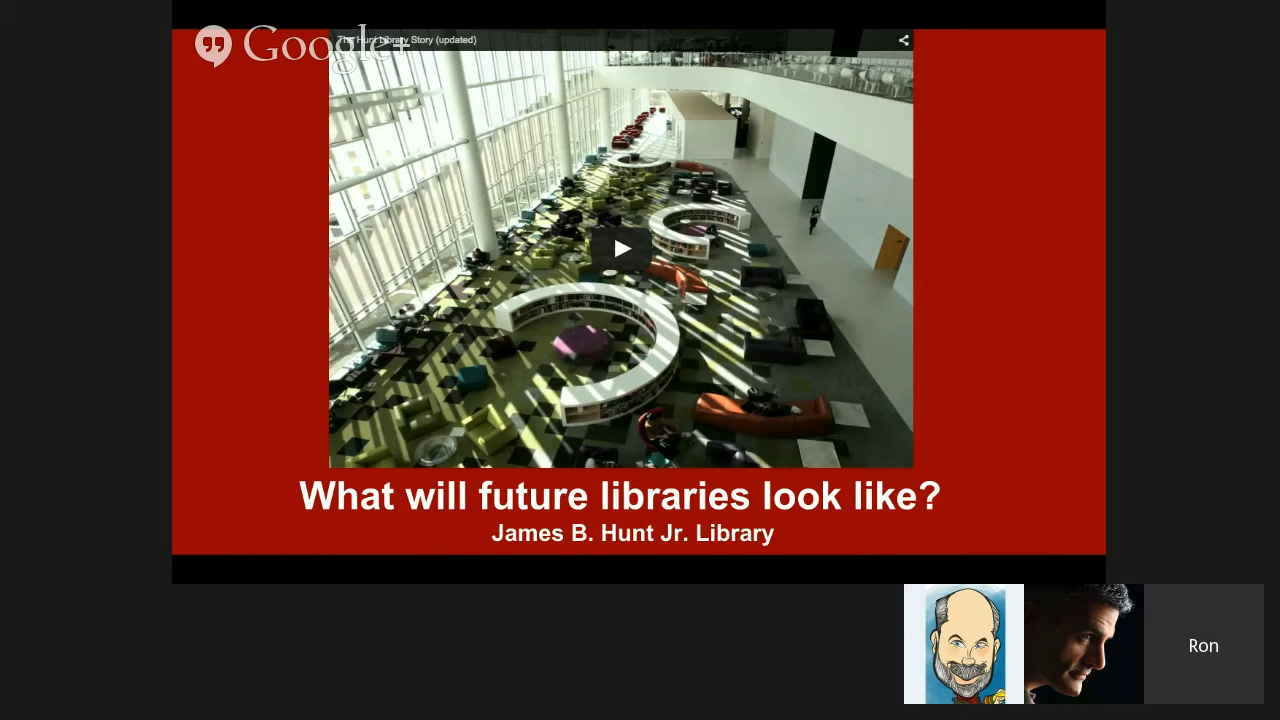 Google+
The Hunt Library Story (updated)
What will future libraries look like?
James B. Hunt Jr. Library
Ron